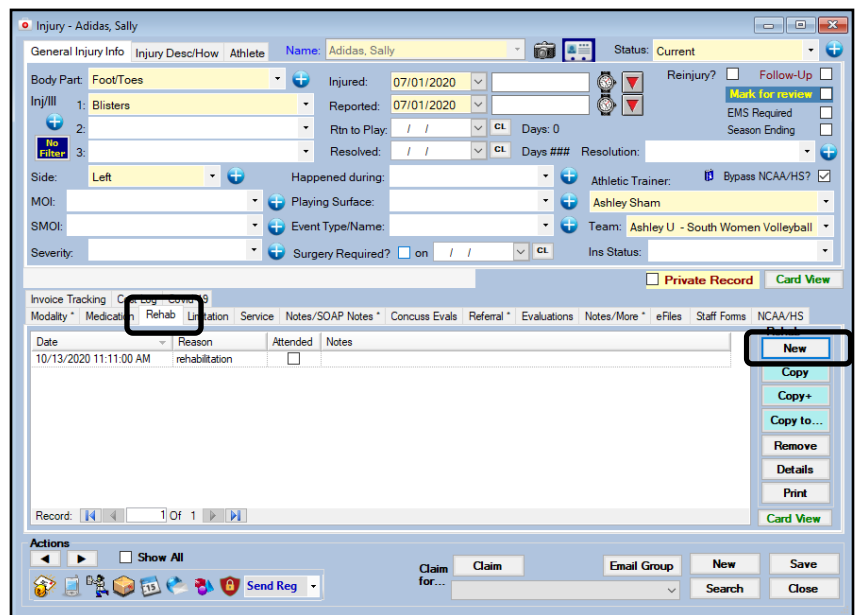 Injury - Adidas, Sally
General Injury Info Injury Desc/How Athlete Name: Adidas, Sally Status: Current
Body Part: Foot/Toes Injured: 07/01/2020 Reinjury? Follow-Up
Mark for review
Inj/Ill 1: Blisters Reported: 07/01/2020 EMS Required
2: Rtn to Play: / / CL Days: 0 Season Ending
No Filter 3: Resolved: / / CL Days ### Resolution:
Side: Left Happened during: Athletic Trainer: Bypass NCAA/HS?
MOI: Playing Surface: Ashley Sham
SMOI: Event Type/Name: Team: Ashley U - South Women Volleyball
Severity: Surgery Required? on / / CL Ins Status:
Private Record Card View
Invoice Tracking
Modality * Medication Rehab Limitation Service Notes/SOAP Notes * Concuss Evals Referral * Evaluations Notes/More * eFiles Staff Forms NCAA/HS
Rehab
Date Reason Attended Notes New
10/13/2020 11:11:00 AM rehabilitation
Copy
Copy+
Copy to...
Remove
Details
Print
Record: 1 Of 1 Card View
Actions
Show All
15 Send Reg Claim for... Claim Email Group New Save
Search Close